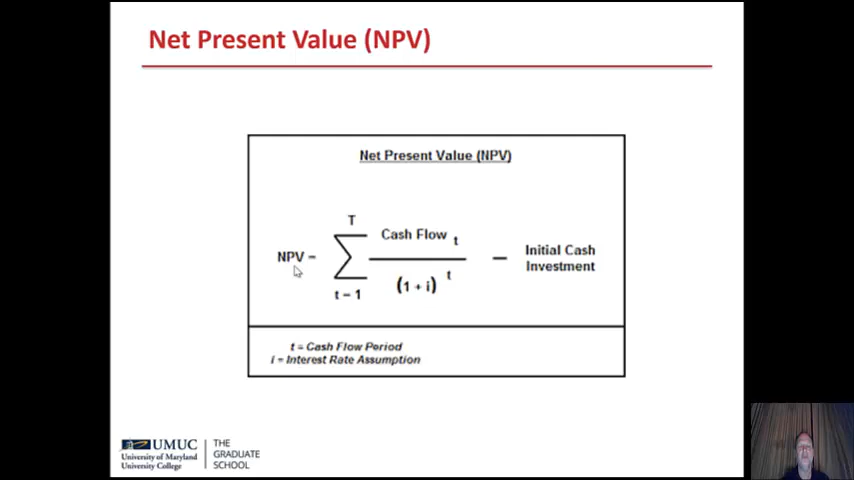 Net Present Value (NPV)
Net Present Value (NPV)
T
Cash Flow t
NPV = ∑ — Initial Cash
Investment
(1 + i) t
t – 1
t = Cash Flow Period
i = Interest Rate Assumption
UMUC
University of Maryland
University College
THE
GRADUATE
SCHOOL